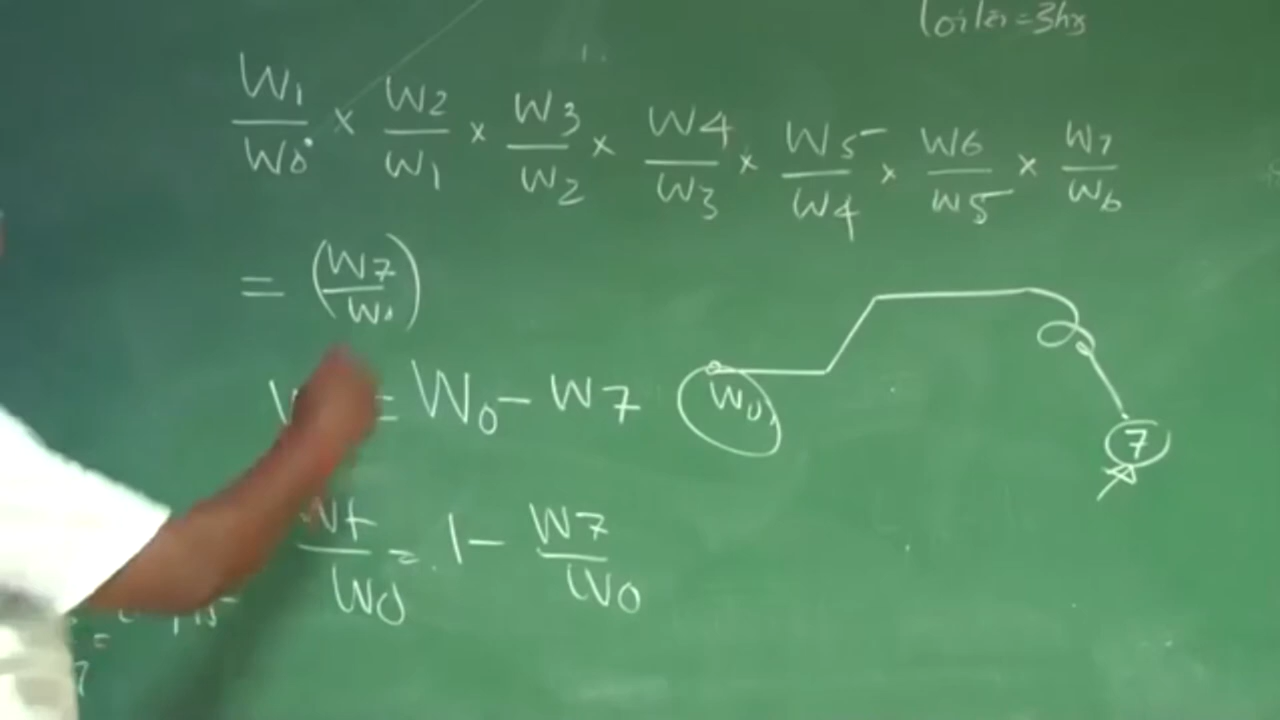 Loiter = 3hrs
W1/W0 × W2/W1 × W3/W2 × W4/W3 × W5/W4 × W6/W5 × W7/W6
= (W7/W0)
= W0 - W7
W0
7
Wf/W0 = 1 - W7/W0